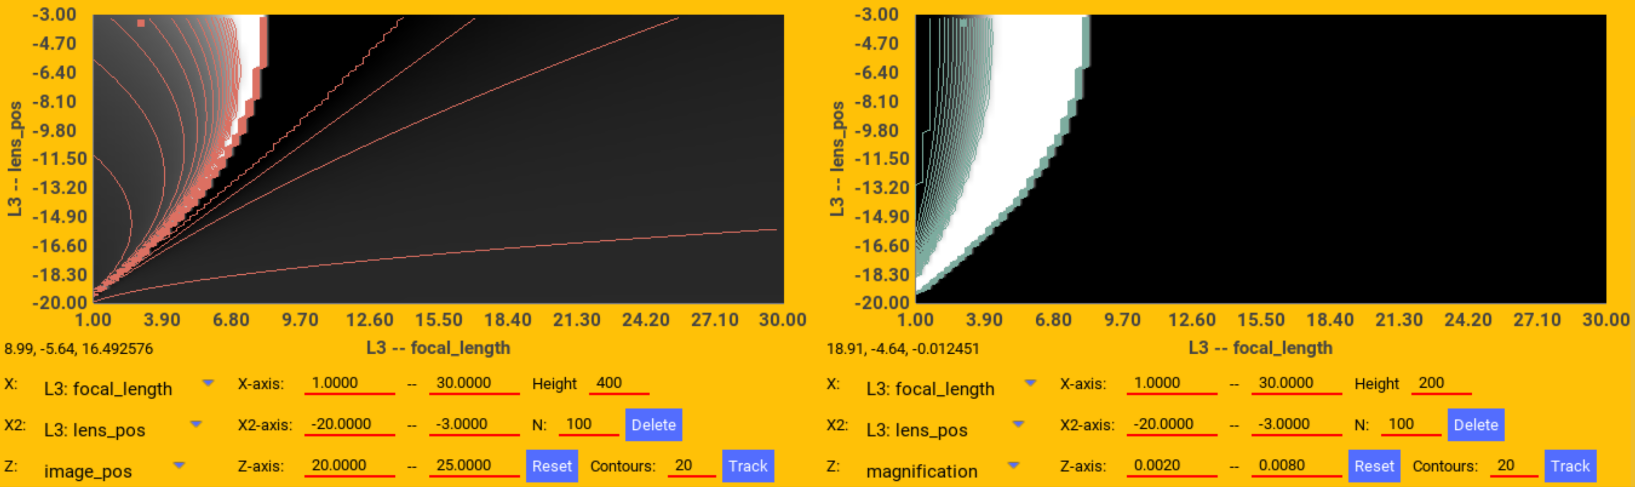 -3.00
-4.70
-6.40
-8.10
-9.80
-11.50
-13.20
-14.90
-16.60
-18.30
-20.00
L3 -- lens_pos
1.00 3.90 6.80 9.70 12.60 15.50 18.40 21.30 24.20 27.10 30.00
8.99, -5.64, 16.492576
L3 -- focal_length
X: L3: focal_length X-axis: 1.0000 -- 30.0000 Height 400
X2: L3: lens_pos X2-axis: -20.0000 -- -3.0000 N: 100 Delete
Z: image_pos Z-axis: 20.0000 -- 25.0000 Reset Contours: 20 Track
-3.00
-4.70
-6.40
-8.10
-9.80
-11.50
-13.20
-14.90
-16.60
-18.30
-20.00
L3 -- lens_pos
1.00 3.90 6.80 9.70 12.60 15.50 18.40 21.30 24.20 27.10 30.00
18.91, -4.64, -0.012451
L3 -- focal_length
X: L3: focal_length X-axis: 1.0000 -- 30.0000 Height 200
X2: L3: lens_pos X2-axis: -20.0000 -- -3.0000 N: 100 Delete
Z: magnification Z-axis: 0.0020 -- 0.0080 Reset Contours: 20 Track